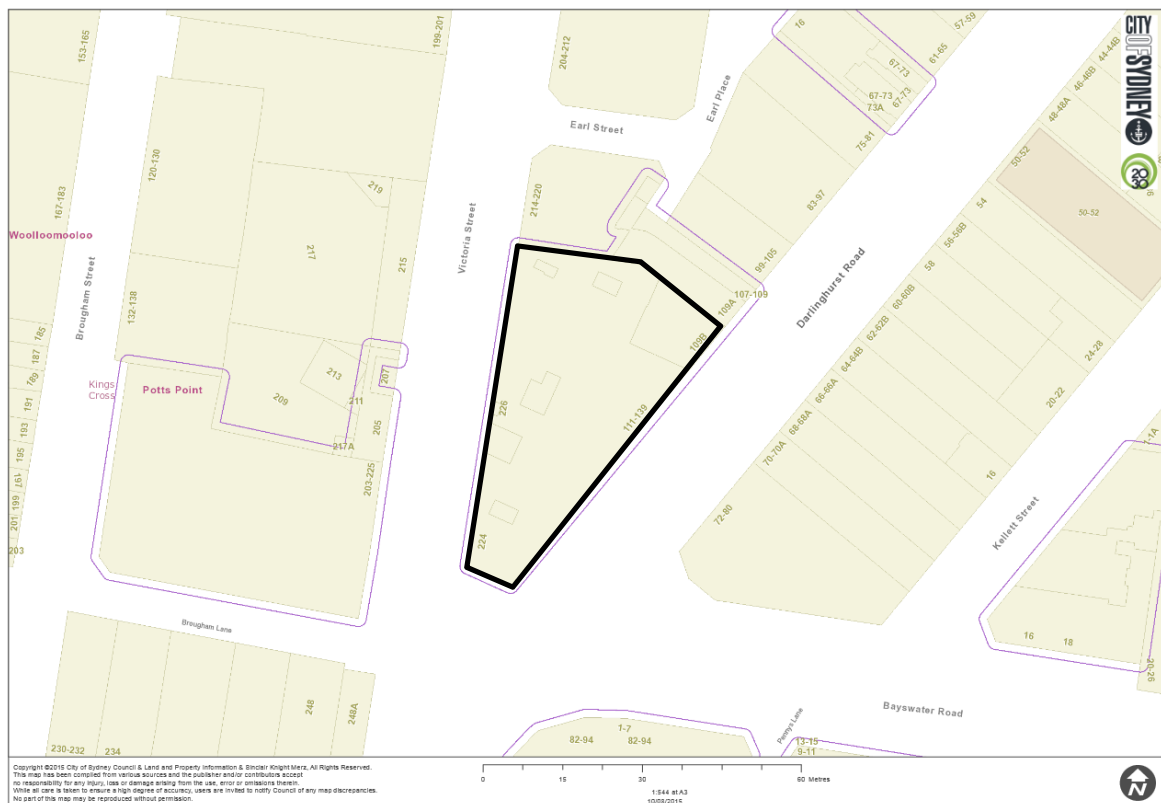 153-165
199-201
204-212
16
57-59
61-65
67-73
67-73
73A
67-73
44-44B
46-46B
48-48A
CITY OF SYDNEY
2030
Earl Street
Earl Place
75-81
50-52
50-52
120-130
167-183
219
217
215
Victoria Street
214-220
83-97
54
56-56B
Woolloomooloo
58
99-105
Darlinghurst Road
60-60B
107-109
109A
109B
62-62B
64-64B
24-28
Brougham Street
132-138
185
187
189
191
193
195
197
199
201
203
Kings
Cross
Potts Point
213
207
209
211
205
217A
203-225
226
111-139
66-66A
68-68A
70-70A
20-22
1-1A
16
72-80
224
Kellett Street
Brougham Lane
16
18
20-26
248
248A
230-232
234
1-7
82-94
82-94
Pennys Lane
13-15
9-11
Bayswater Road
Copyright ©2015 City of Sydney Council & Land and Property Information & Sinclair Knight Merz, All Rights Reserved.
This map has been compiled from various sources and the publisher and/or contributors accept
no responsibility for any injury, loss or damage arising from the use, error or omissions therein.
While all care is taken to ensure a high degree of accuracy, users are invited to notify Council of any map discrepancies.
No part of this map may be reproduced without permission.
0
15
30
60 Metres
1:544 at A3
10/08/2015
N